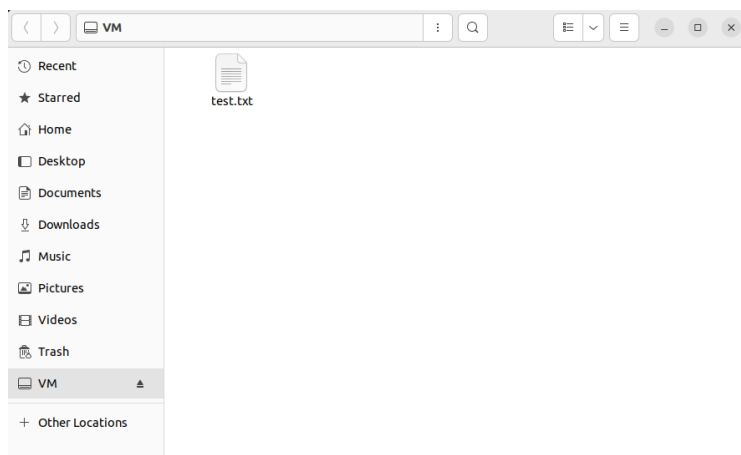 VM
Recent
Starred
Home
Desktop
Documents
Downloads
Music
Pictures
Videos
Trash
VM
Other Locations
test.txt